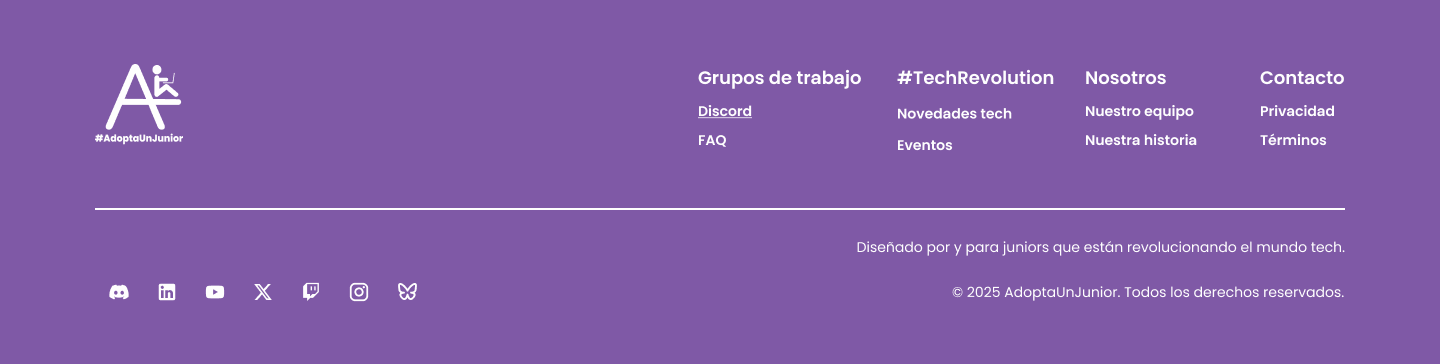 #AdoptaUnJunior
Grupos de trabajo
Discord
FAQ
#TechRevolution
Novedades tech
Eventos
Nosotros
Nuestro equipo
Nuestra historia
Contacto
Privacidad
Términos
Diseñado por y para juniors que están revolucionando el mundo tech.
© 2025 AdoptaUnJunior. Todos los derechos reservados.